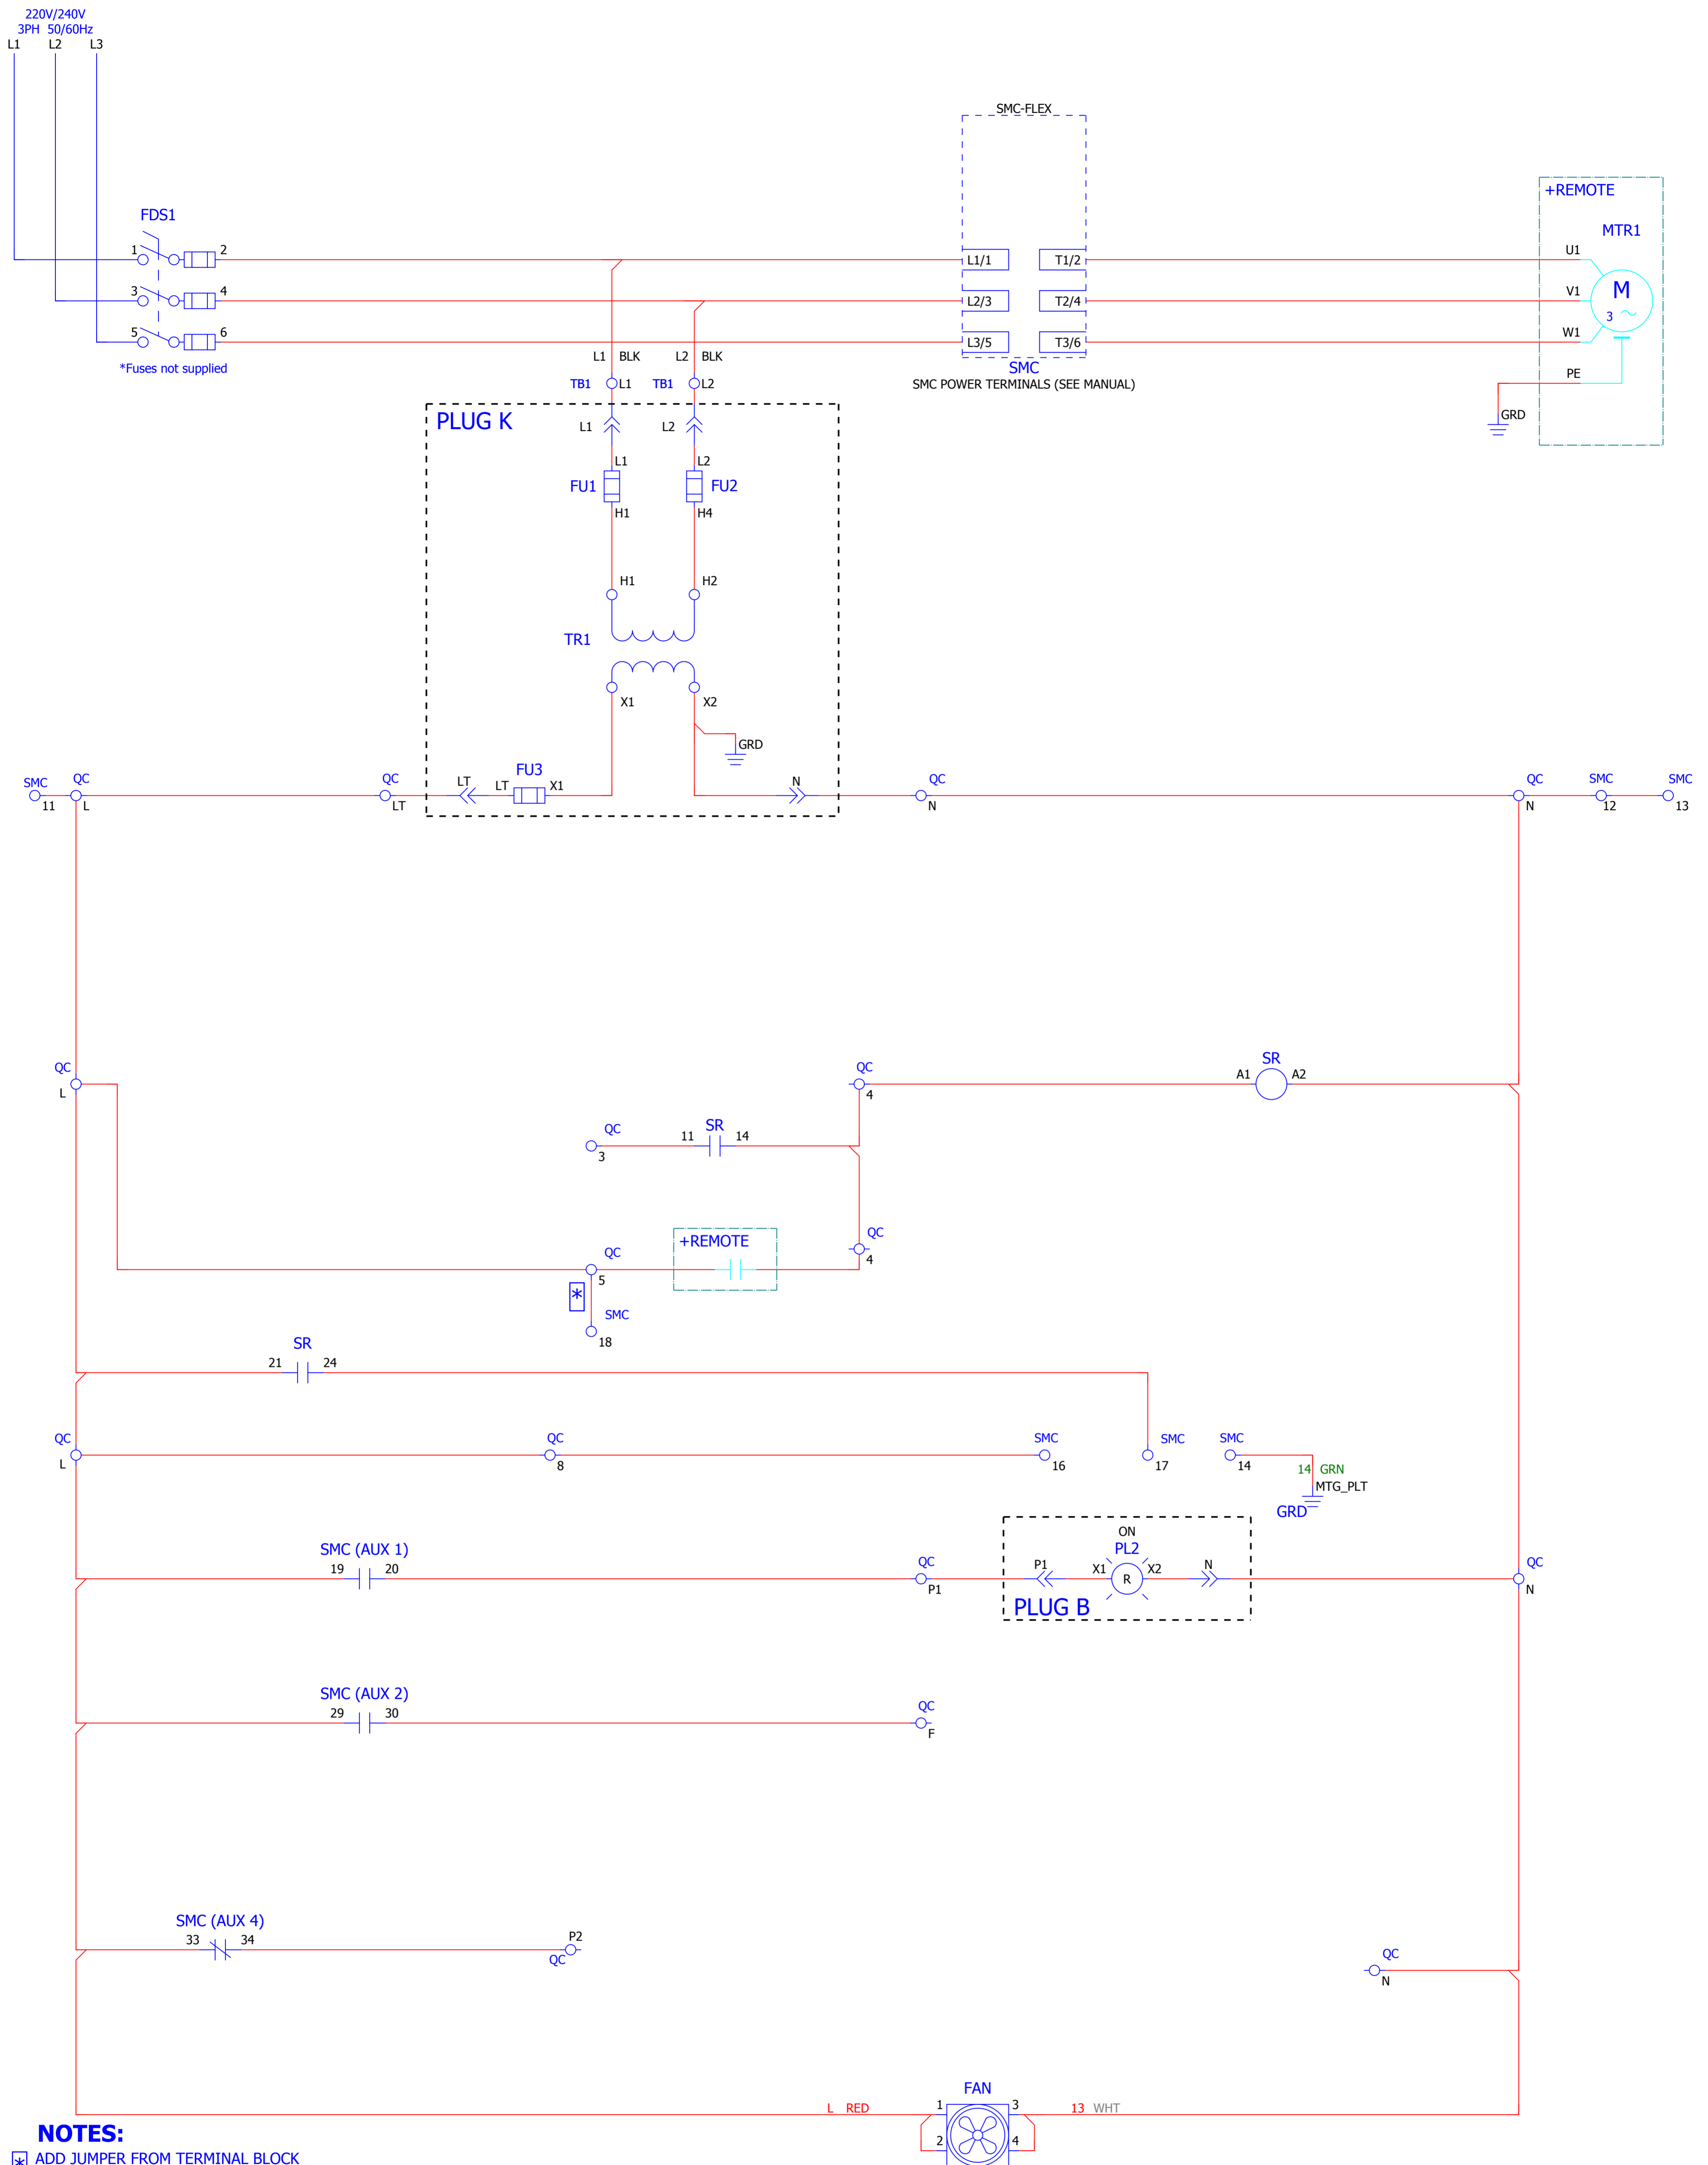 220V/240V
3PH 50/60Hz
L1 L2 L3
SMC-FLEX
+REMOTE
FDS1
MTR1
1 2 L1/1 T1/2 U1
3 4 L2/3 T2/4 V1 M
3
5 6 L3/5 T3/6 W1
*Fuses not supplied
L1 BLK L2 BLK
SMC
PE
TB1 L1 TB1 L2
SMC POWER TERMINALS (SEE MANUAL)
PLUG K
L1 L2
GRD
L1 L2
FU1 FU2
H1 H4
H1 H2
TR1
X1 X2
GRD
FU3
SMC QC QC LT LT X1 N QC QC SMC SMC
11 L LT N N 12 13
QC QC A1 SR A2
L 4
QC 11 SR 14
3
+REMOTE QC
QC 4
5
*
SMC
18
SR
21 24
QC QC SMC SMC SMC
L 8 16 17 14
14 GRN
MTG_PLT
GRD
ON
SMC (AUX 1) PL2
19 20 QC P1 X1 X2 N QC
R
P1 N
PLUG B
SMC (AUX 2)
29 30 QC
F
SMC (AUX 4)
33 34 P2
QC
QC
N
FAN
L RED 1 3 13 WHT
2 4
NOTES:
* ADD JUMPER FROM TERMINAL BLOCK